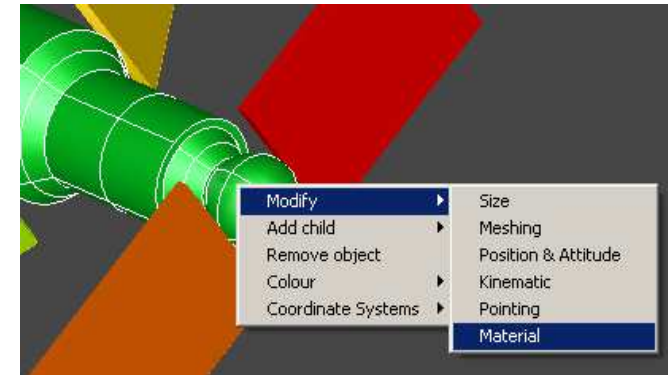 Modify
Add child
Remove object
Colour
Coordinate Systems
Size
Meshing
Position & Attitude
Kinematic
Pointing
Material